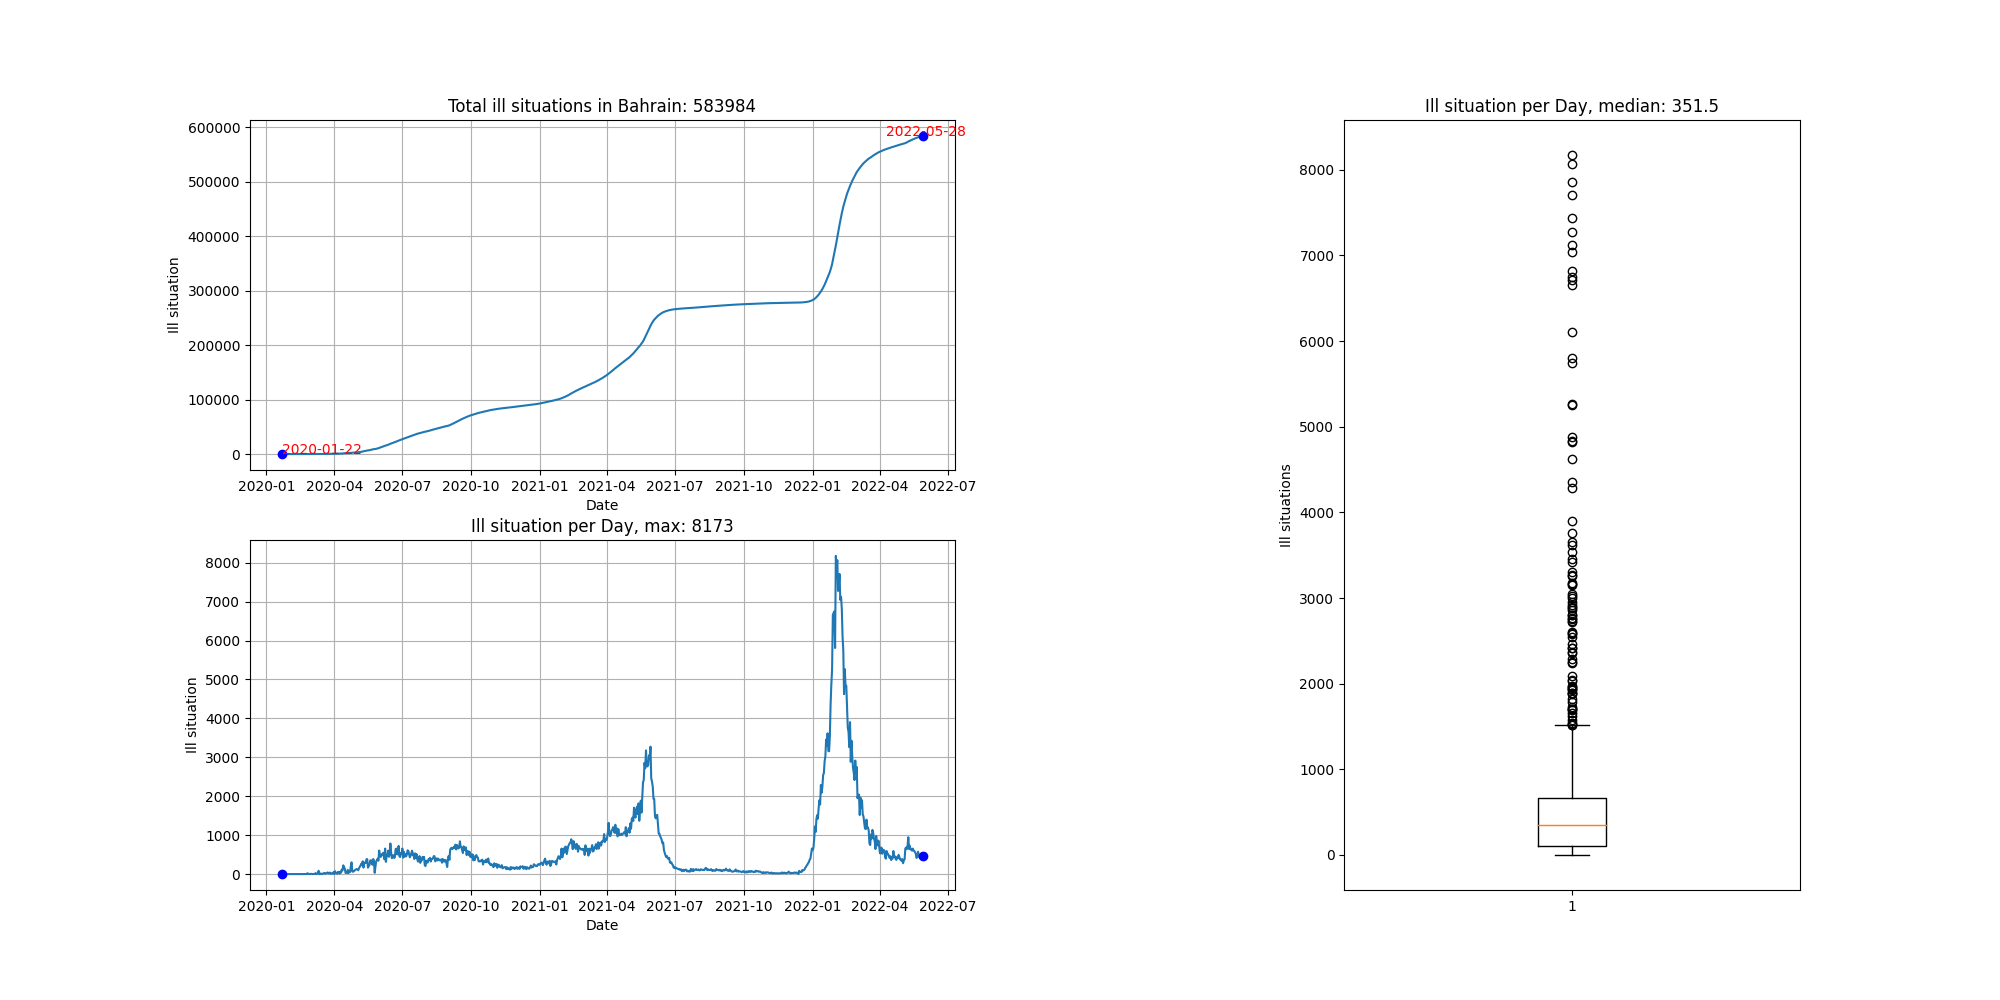 Total ill situations in Bahrain: 583984
600000
500000
400000
300000
200000
100000
0
Ill situation
2022-05-28
2020-01-22
2020-01 2020-04 2020-07 2020-10 2021-01 2021-04 2021-07 2021-10 2022-01 2022-04 2022-07
Date
Ill situation per Day, max: 8173
8000
7000
6000
5000
4000
3000
2000
1000
0
Ill situation
2020-01 2020-04 2020-07 2020-10 2021-01 2021-04 2021-07 2021-10 2022-01 2022-04 2022-07
Date
Ill situation per Day, median: 351.5
8000
7000
6000
5000
4000
3000
2000
1000
0
Ill situations
1